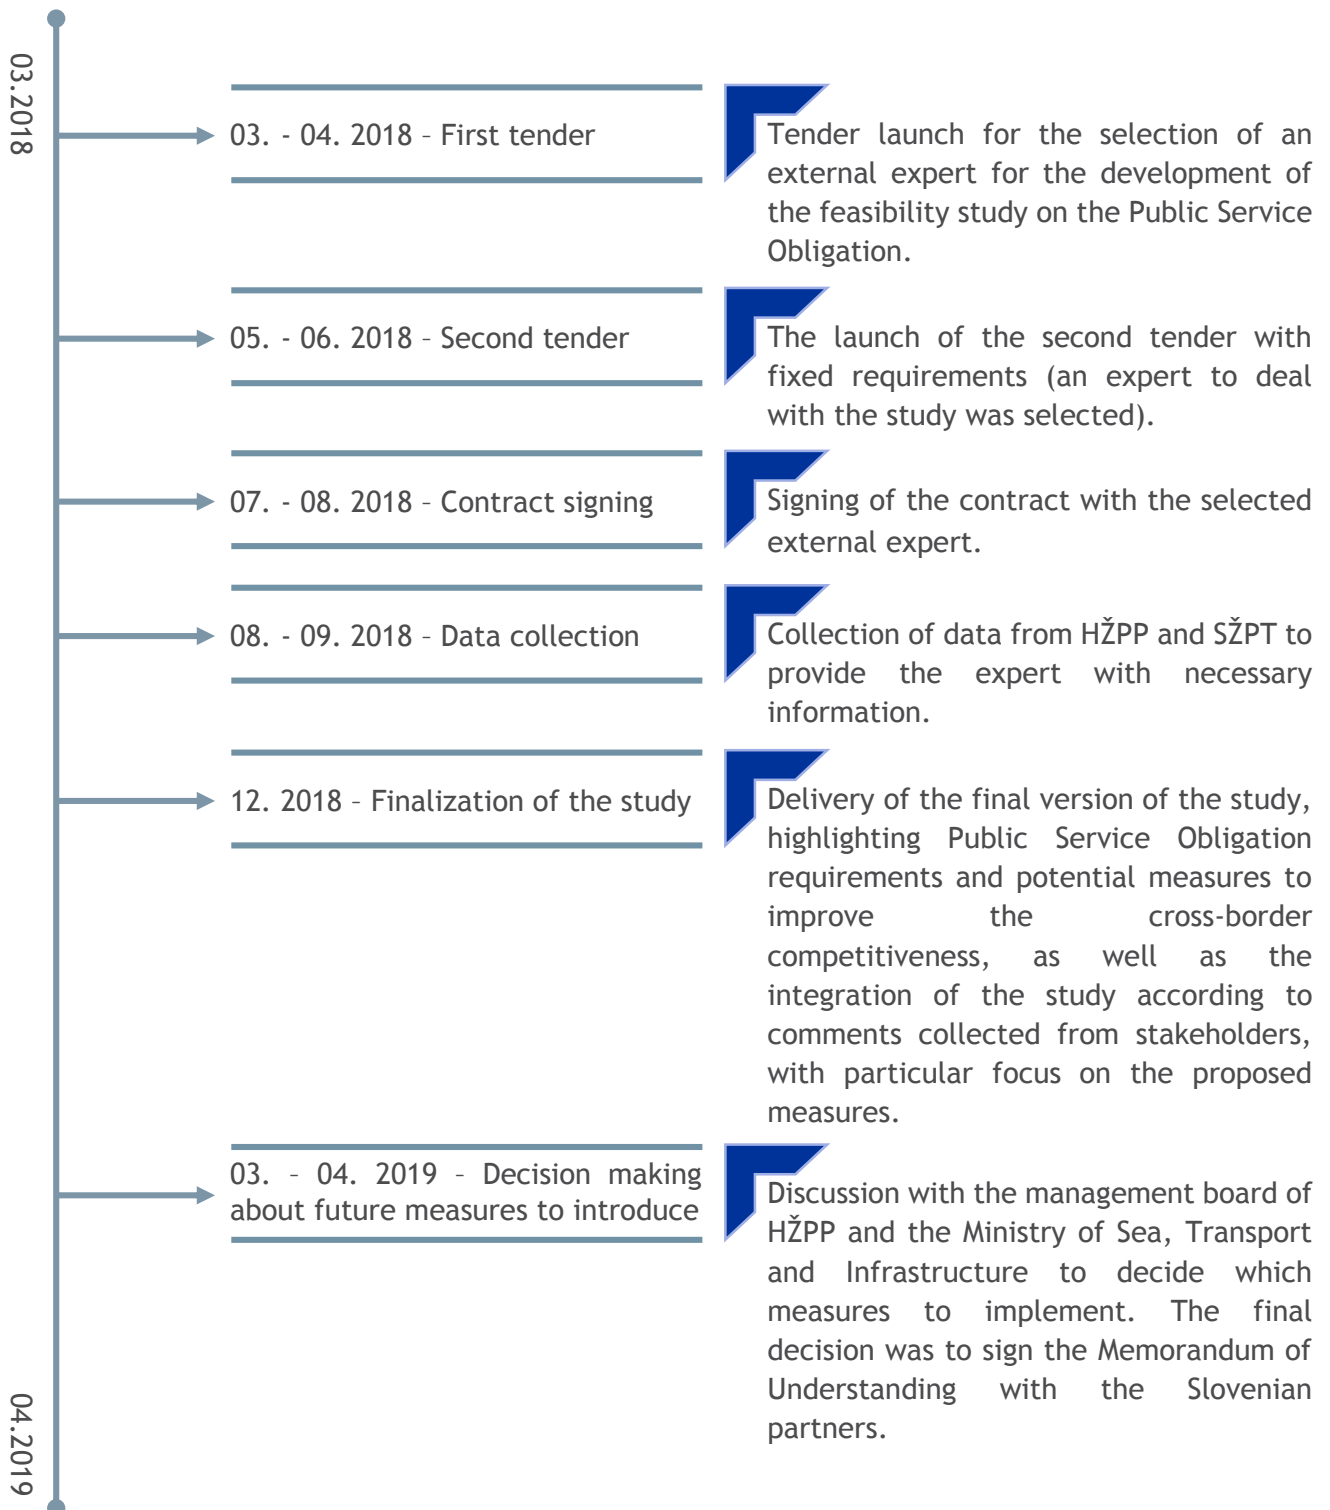 03.2018
03. - 04. 2018 – First tender
Tender launch for the selection of an
external expert for the development of
the feasibility study on the Public Service
Obligation.
05. - 06. 2018 – Second tender
The launch of the second tender with
fixed requirements (an expert to deal
with the study was selected).
07. - 08. 2018 – Contract signing
Signing of the contract with the selected
external expert.
08. - 09. 2018 – Data collection
Collection of data from HŽPP and SŽPT to
provide the expert with necessary
information.
12. 2018 – Finalization of the study
Delivery of the final version of the study,
highlighting Public Service Obligation
requirements and potential measures to
improve the cross-border
competitiveness, as well as the
integration of the study according to
comments collected from stakeholders,
with particular focus on the proposed
measures.
03. – 04. 2019 – Decision making
about future measures to introduce
Discussion with the management board of
HŽPP and the Ministry of Sea, Transport
and Infrastructure to decide which
measures to implement. The final
decision was to sign the Memorandum of
Understanding with the Slovenian
partners.
04.2019